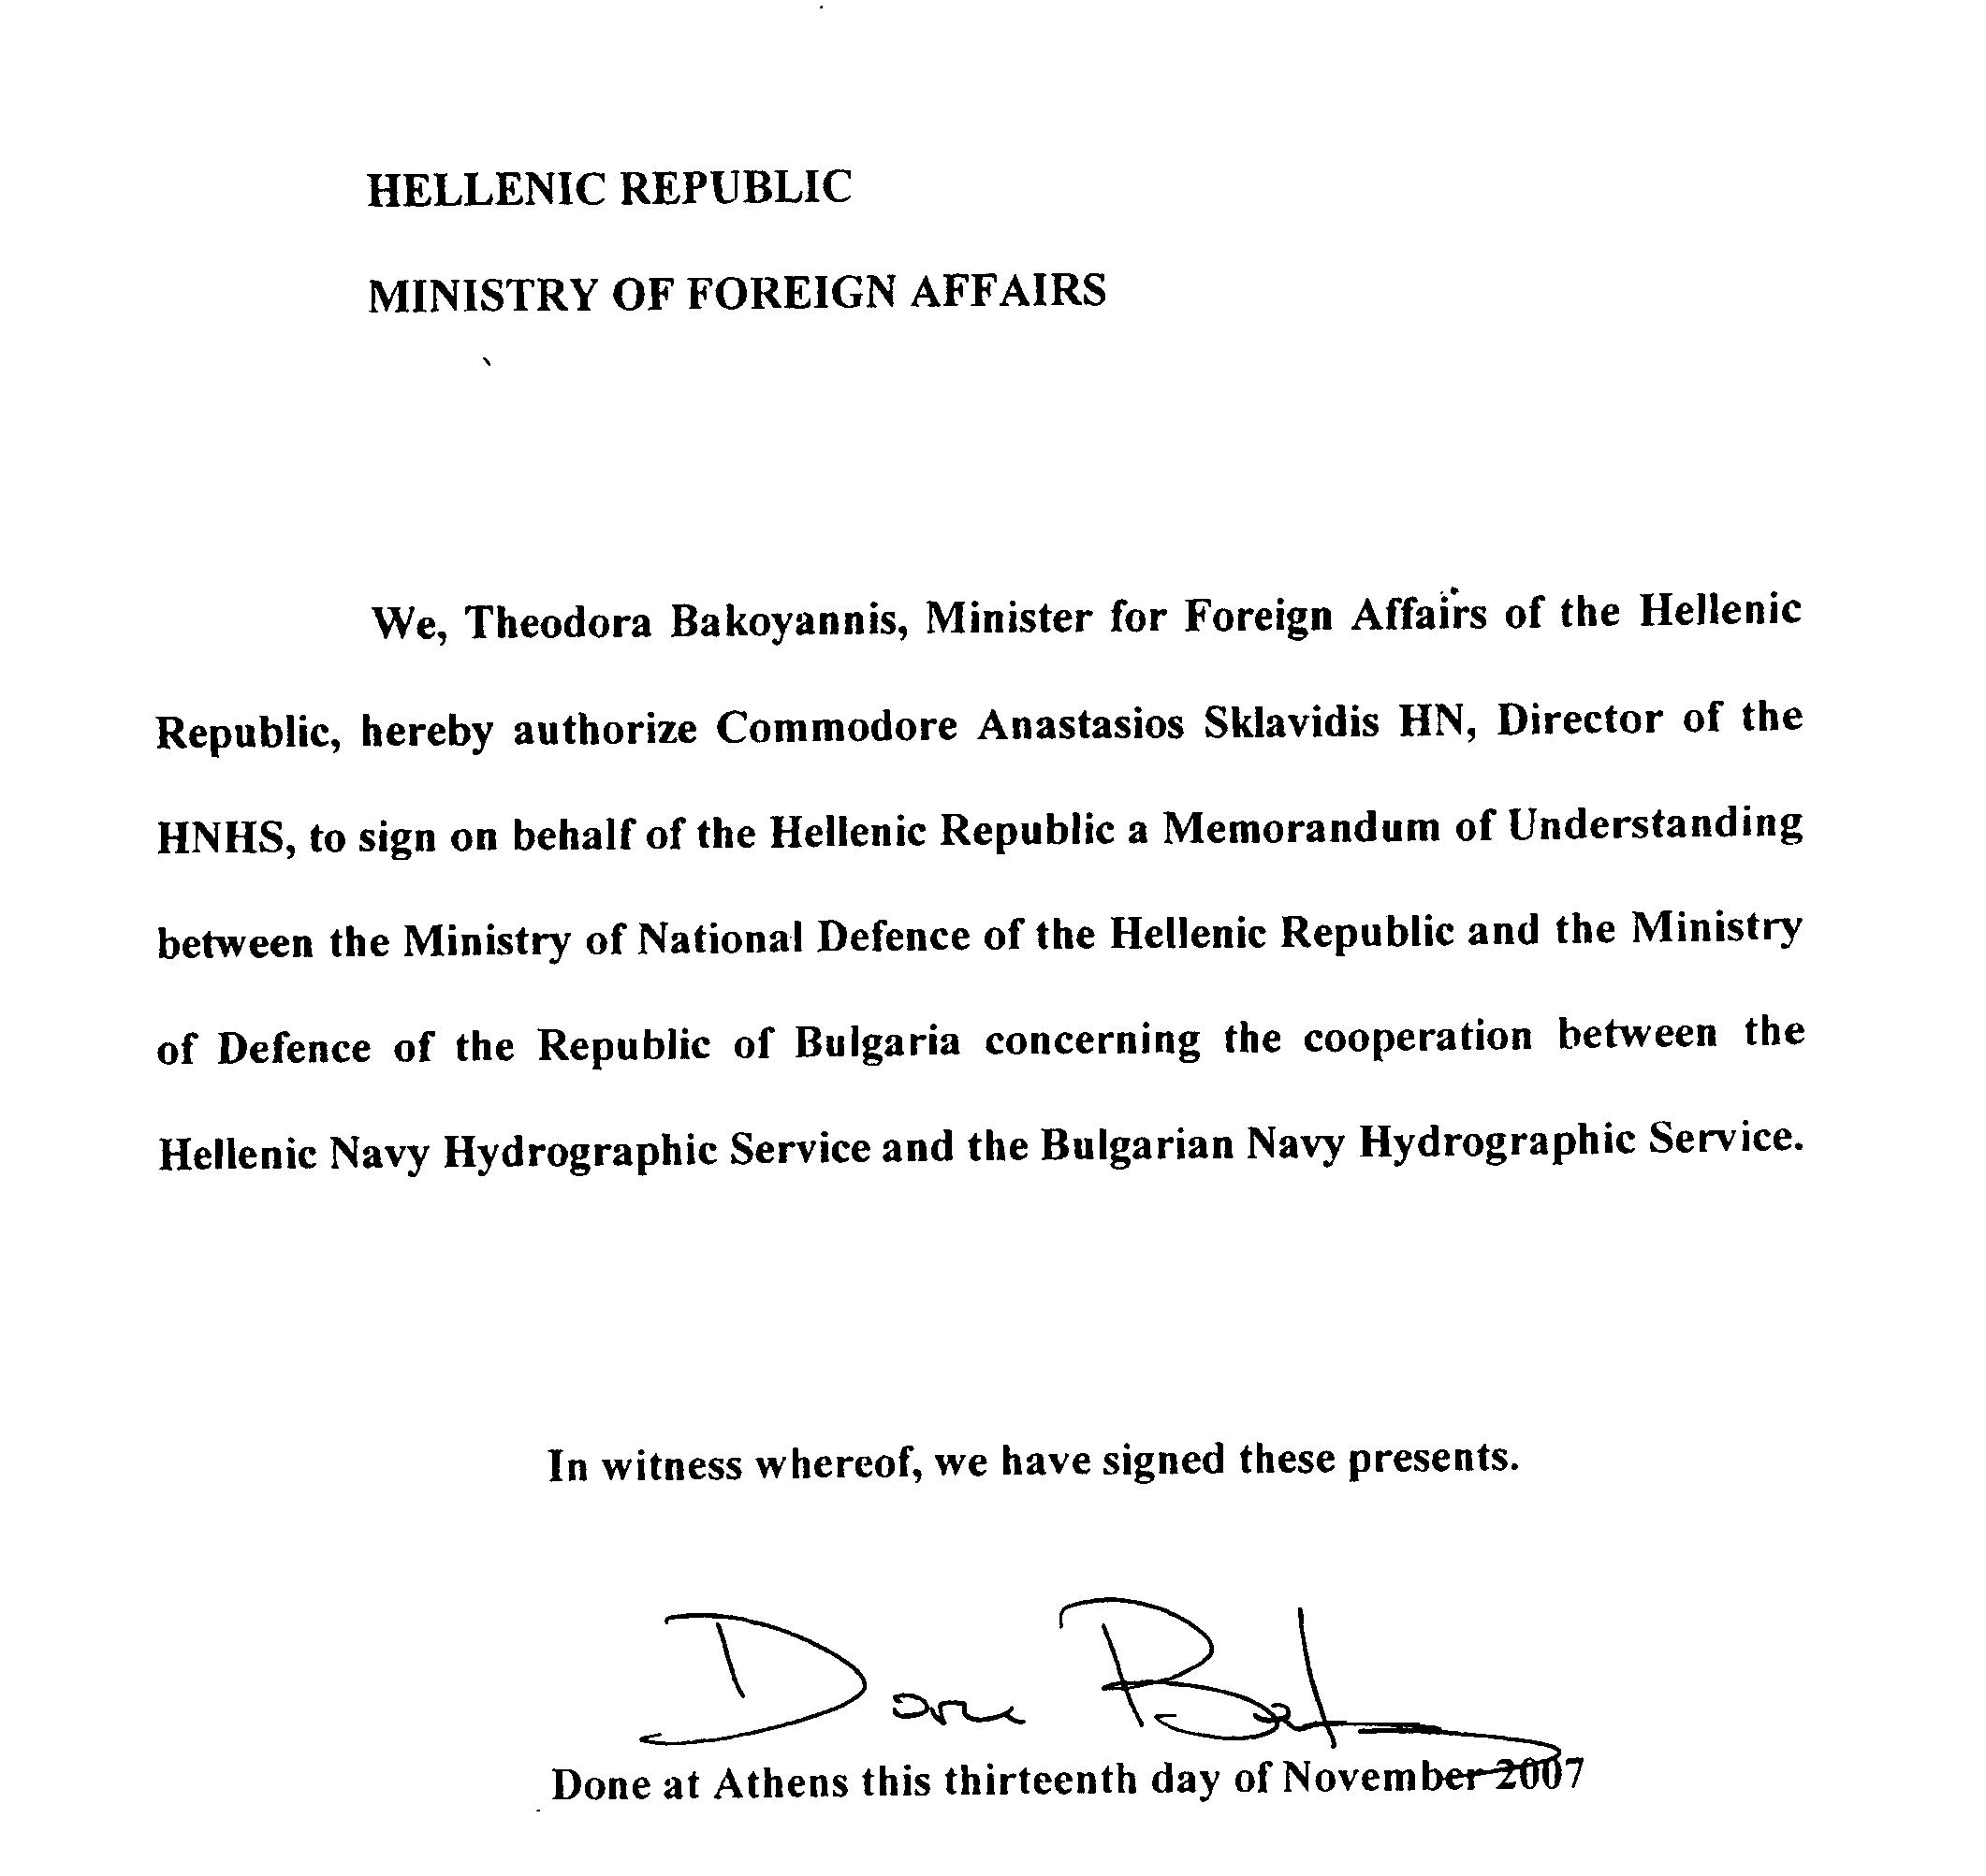 HELLENIC REPUBLIC
MINISTRY OF FOREIGN AFFAIRS
We, Theodora Bakoyannis, Minister for Foreign Affairs of the Hellenic
Republic, hereby authorize Commodore Anastasios Sklavidis HN, Director of the
HNHS, to sign on behalf of the Hellenic Republic a Memorandum of Understanding
between the Ministry of National Defence of the Hellenic Republic and the Ministry
of Defence of the Republic of Bulgaria concerning the cooperation between the
Hellenic Navy Hydrographic Service and the Bulgarian Navy Hydrographic Service.
In witness whereof, we have signed these presents.
Done at Athens this thirteenth day of November 2007